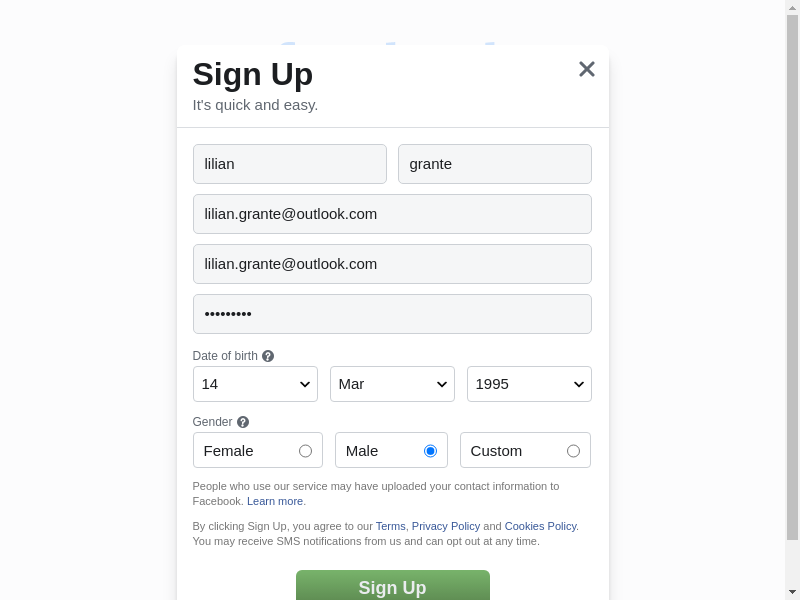 Sign Up
It's quick and easy.
lilian grante
lilian.grante@outlook.com
lilian.grante@outlook.com
•••••••••
Date of birth ?
14 Mar 1995
Gender ?
Female Male Custom
People who use our service may have uploaded your contact information to
Facebook. Learn more.
By clicking Sign Up, you agree to our Terms, Privacy Policy and Cookies Policy.
You may receive SMS notifications from us and can opt out at any time.
Sign Up